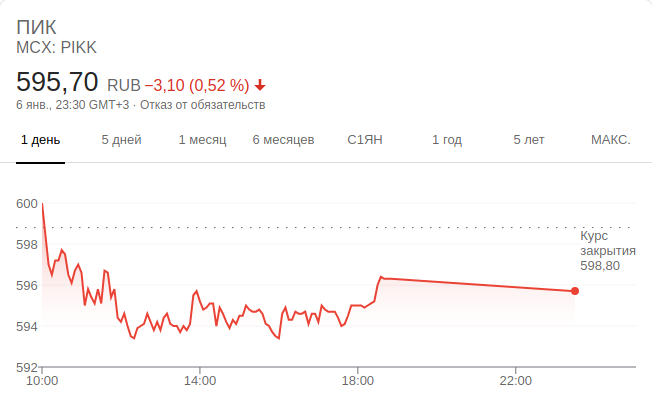 ПИК
MCX: PIKK
595,70 RUB −3,10 (0,52 %)
6 янв., 23:30 GMT+3 · Отказ от обязательств
1 день 5 дней 1 месяц 6 месяцев С1ЯН 1 год 5 лет МАКС.
600
Курс
598
закрытия
598,80
596
594
592
10:00 14:00 18:00 22:00